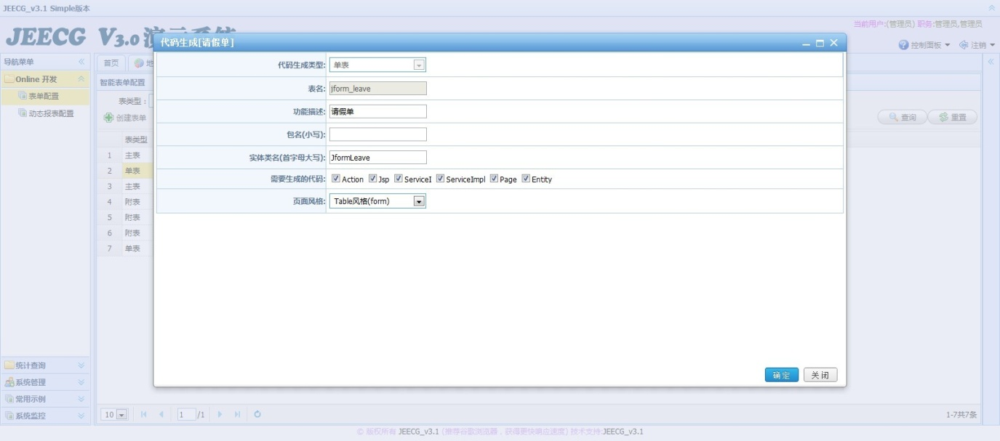 JEECG_v3.1 Simple版本
JEECG V3.0 演示系统
当前用户:(管理员) 职务:管理员,管理员
控制面板 注销
导航菜单
Online 开发
表单配置
动态报表配置
统计查询
系统管理
常用示例
系统监控
首页
智能表单配置
表类型：
创建表单
查询 重置
表类型
1 主表
2 单表
3 主表
4 附表
5 附表
6 附表
7 单表
代码生成[请假单]
代码生成类型: 单表
表名: jform_leave
功能描述: 请假单
包名(小写):
实体类名(首字母大写): JformLeave
需要生成的代码: Action Jsp ServiceI ServiceImpl Page Entity
页面风格: Table风格(form)
确定 关闭
10 1 /1
1-7共7条
© 版权所有 JEECG_v3.1 (推荐谷歌浏览器，获得更快响应速度) 技术支持:JEECG_v3.1